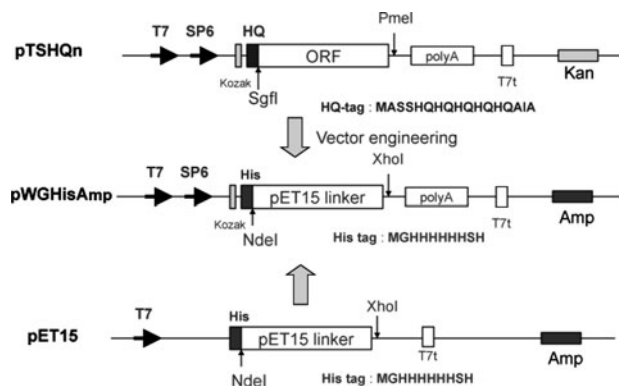 PmeI
T7 SP6 HQ
pTSHQn
ORF
polyA
Kozak
T7t
Kan
SgfI
HQ-tag : MASSHQHQHQHQHQAIA
Vector engineering
XhoI
T7 SP6 His
pWGHisAmp
pET15 linker
polyA
Kozak
T7t
Amp
NdeI
His tag : MGHHHHHHSH
T7
His
XhoI
pET15
pET15 linker
T7t
Amp
NdeI
His tag : MGHHHHHHSH